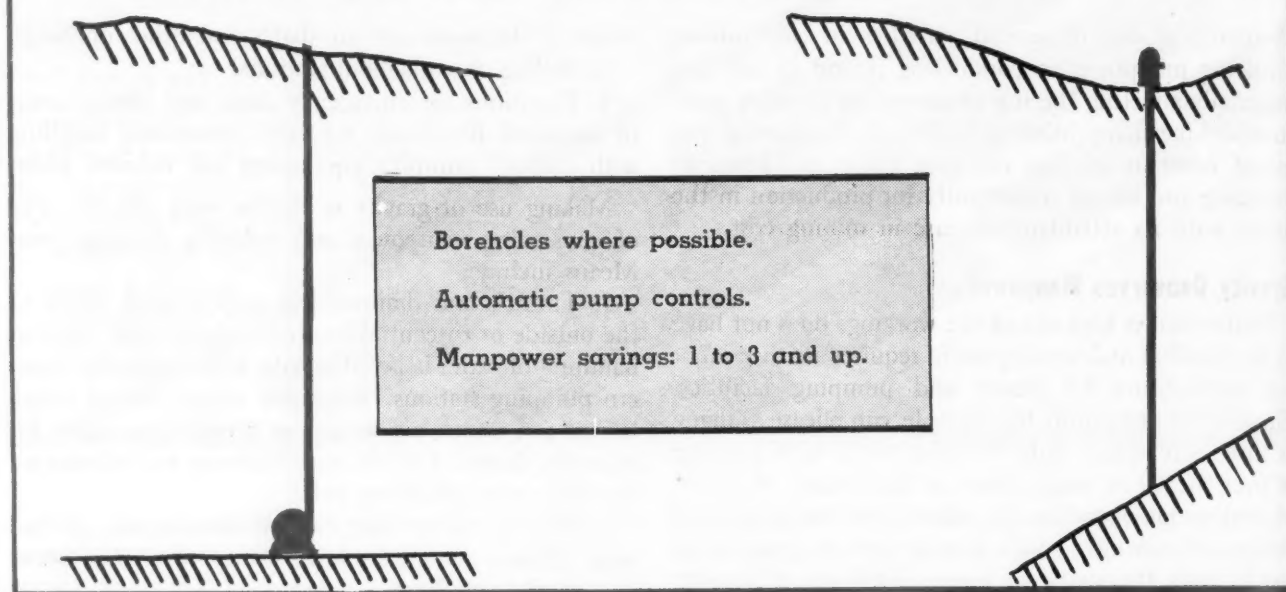 Boreholes where possible.
Automatic pump controls.
Manpower savings: 1 to 3 and up.